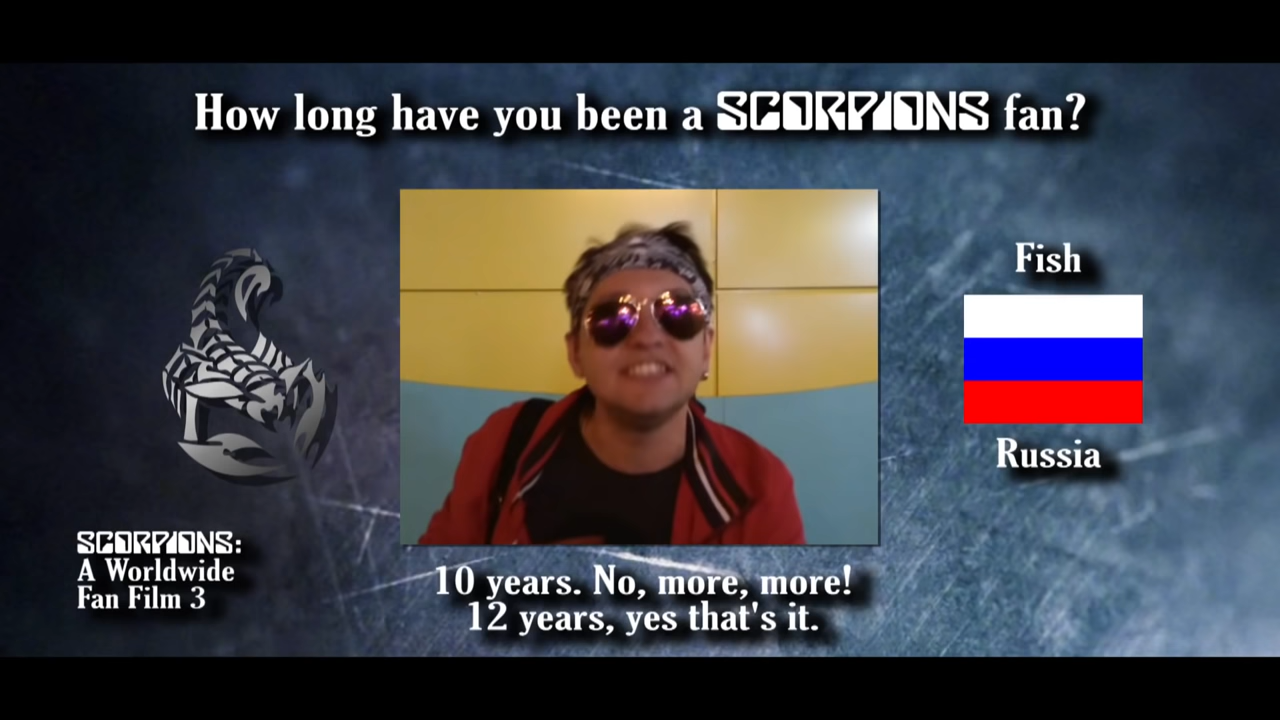 How long have you been a SCORPIONS fan?
Fish
Russia
SCORPIONS:
A Worldwide
Fan Film 3
10 years. No, more, more!
12 years, yes that's it.